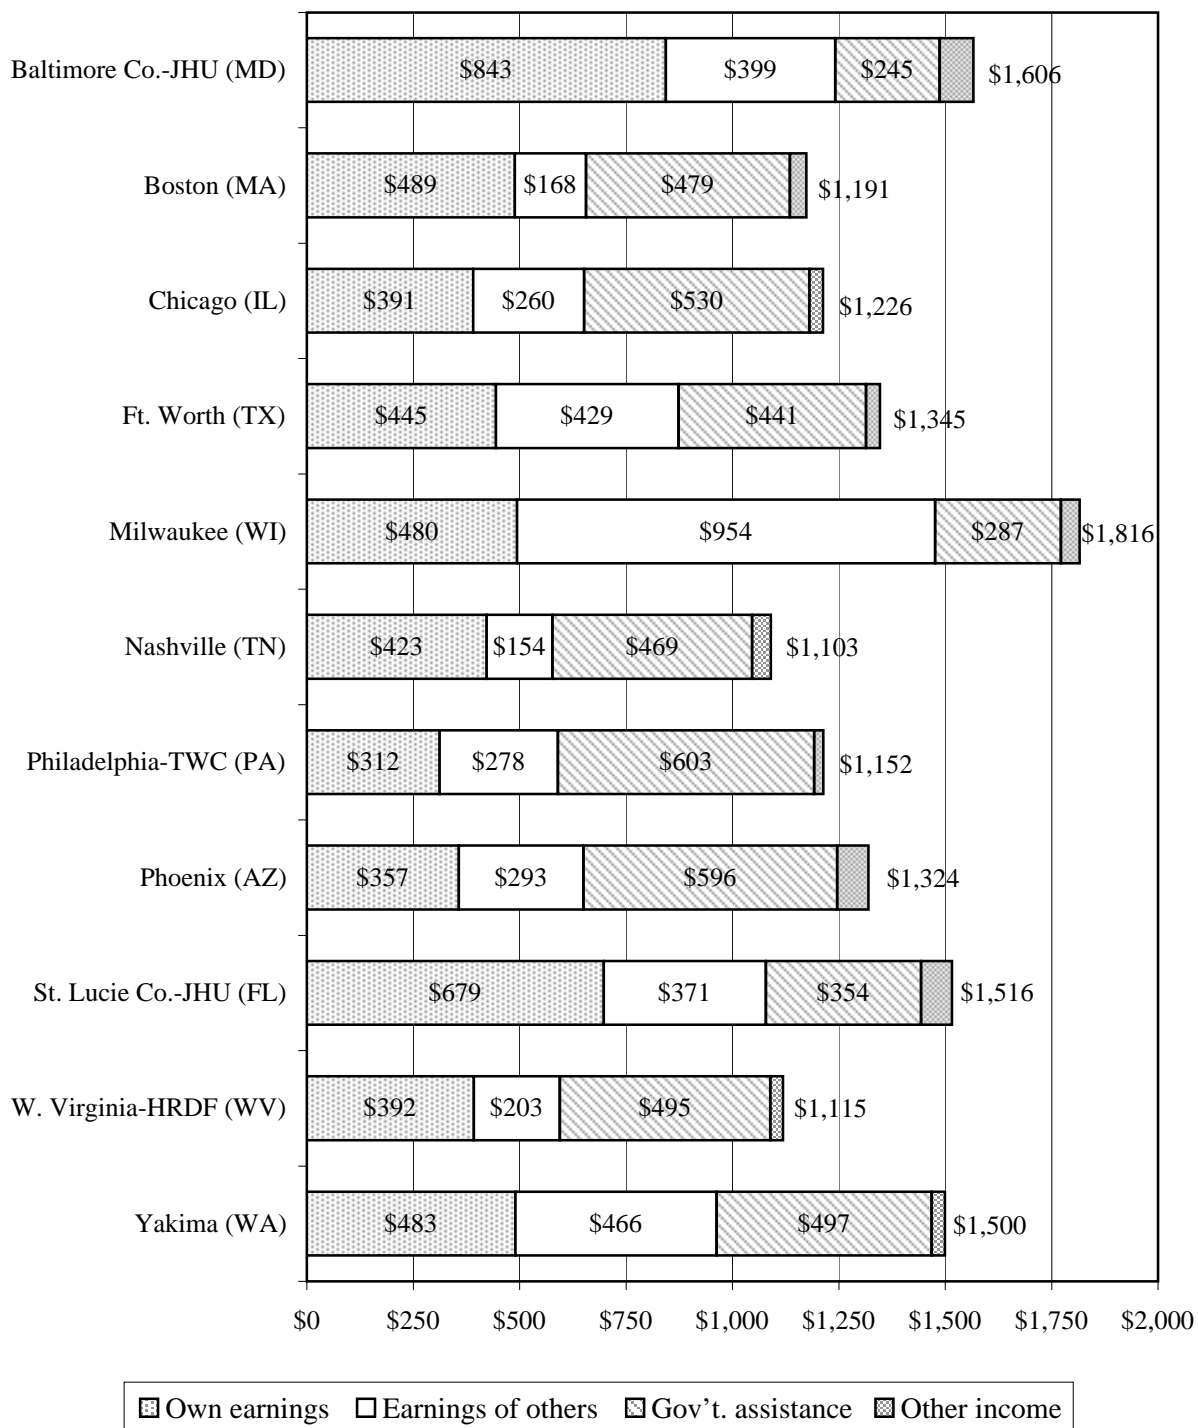 Baltimore Co.-JHU (MD) $843 $399 $245 $1,606
Boston (MA) $489 $168 $479 $1,191
Chicago (IL) $391 $260 $530 $1,226
Ft. Worth (TX) $445 $429 $441 $1,345
Milwaukee (WI) $480 $954 $287 $1,816
Nashville (TN) $423 $154 $469 $1,103
Philadelphia-TWC (PA) $312 $278 $603 $1,152
Phoenix (AZ) $357 $293 $596 $1,324
St. Lucie Co.-JHU (FL) $679 $371 $354 $1,516
W. Virginia-HRDF (WV) $392 $203 $495 $1,115
Yakima (WA) $483 $466 $497 $1,500
$0 $250 $500 $750 $1,000 $1,250 $1,500 $1,750 $2,000
Own earnings Earnings of others Gov't. assistance Other income